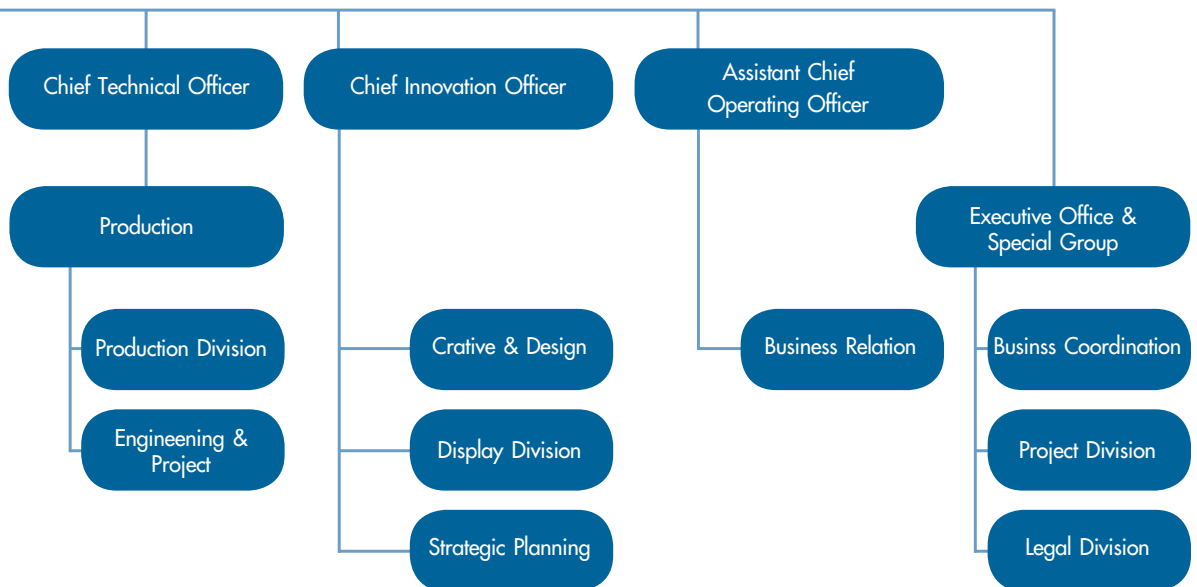 Chief Technical Officer
Chief Innovation Officer
Assistant Chief
Operating Officer
Production
Executive Office &
Special Group
Production Division
Crative & Design
Business Relation
Businss Coordination
Engineening &
Project
Display Division
Project Division
Strategic Planning
Legal Division